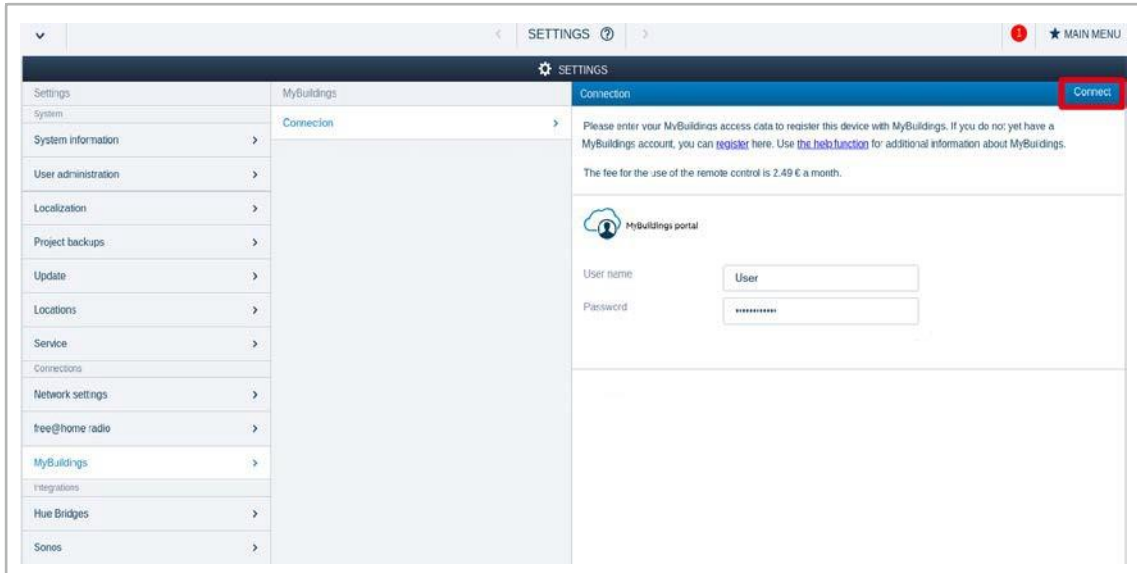 SETTINGS
1
MAIN MENU
SETTINGS
Settings
System
System information
User administration
Localization
Project backups
Update
Locations
Service
Connections
Network settings
free@home radio
MyBuildings
Integrations
Hue Bridges
Sonos
MyBuildings
Connection
Connection
Connect
Please enter your MyBuildings access data to register this device with MyBuildings. If you do not yet have a
MyBuildings account, you can register here. Use the help function for additional information about MyBuildings.
The fee for the use of the remote control is 2.49 € a month.
MyBuildings portal
User name
User
Password